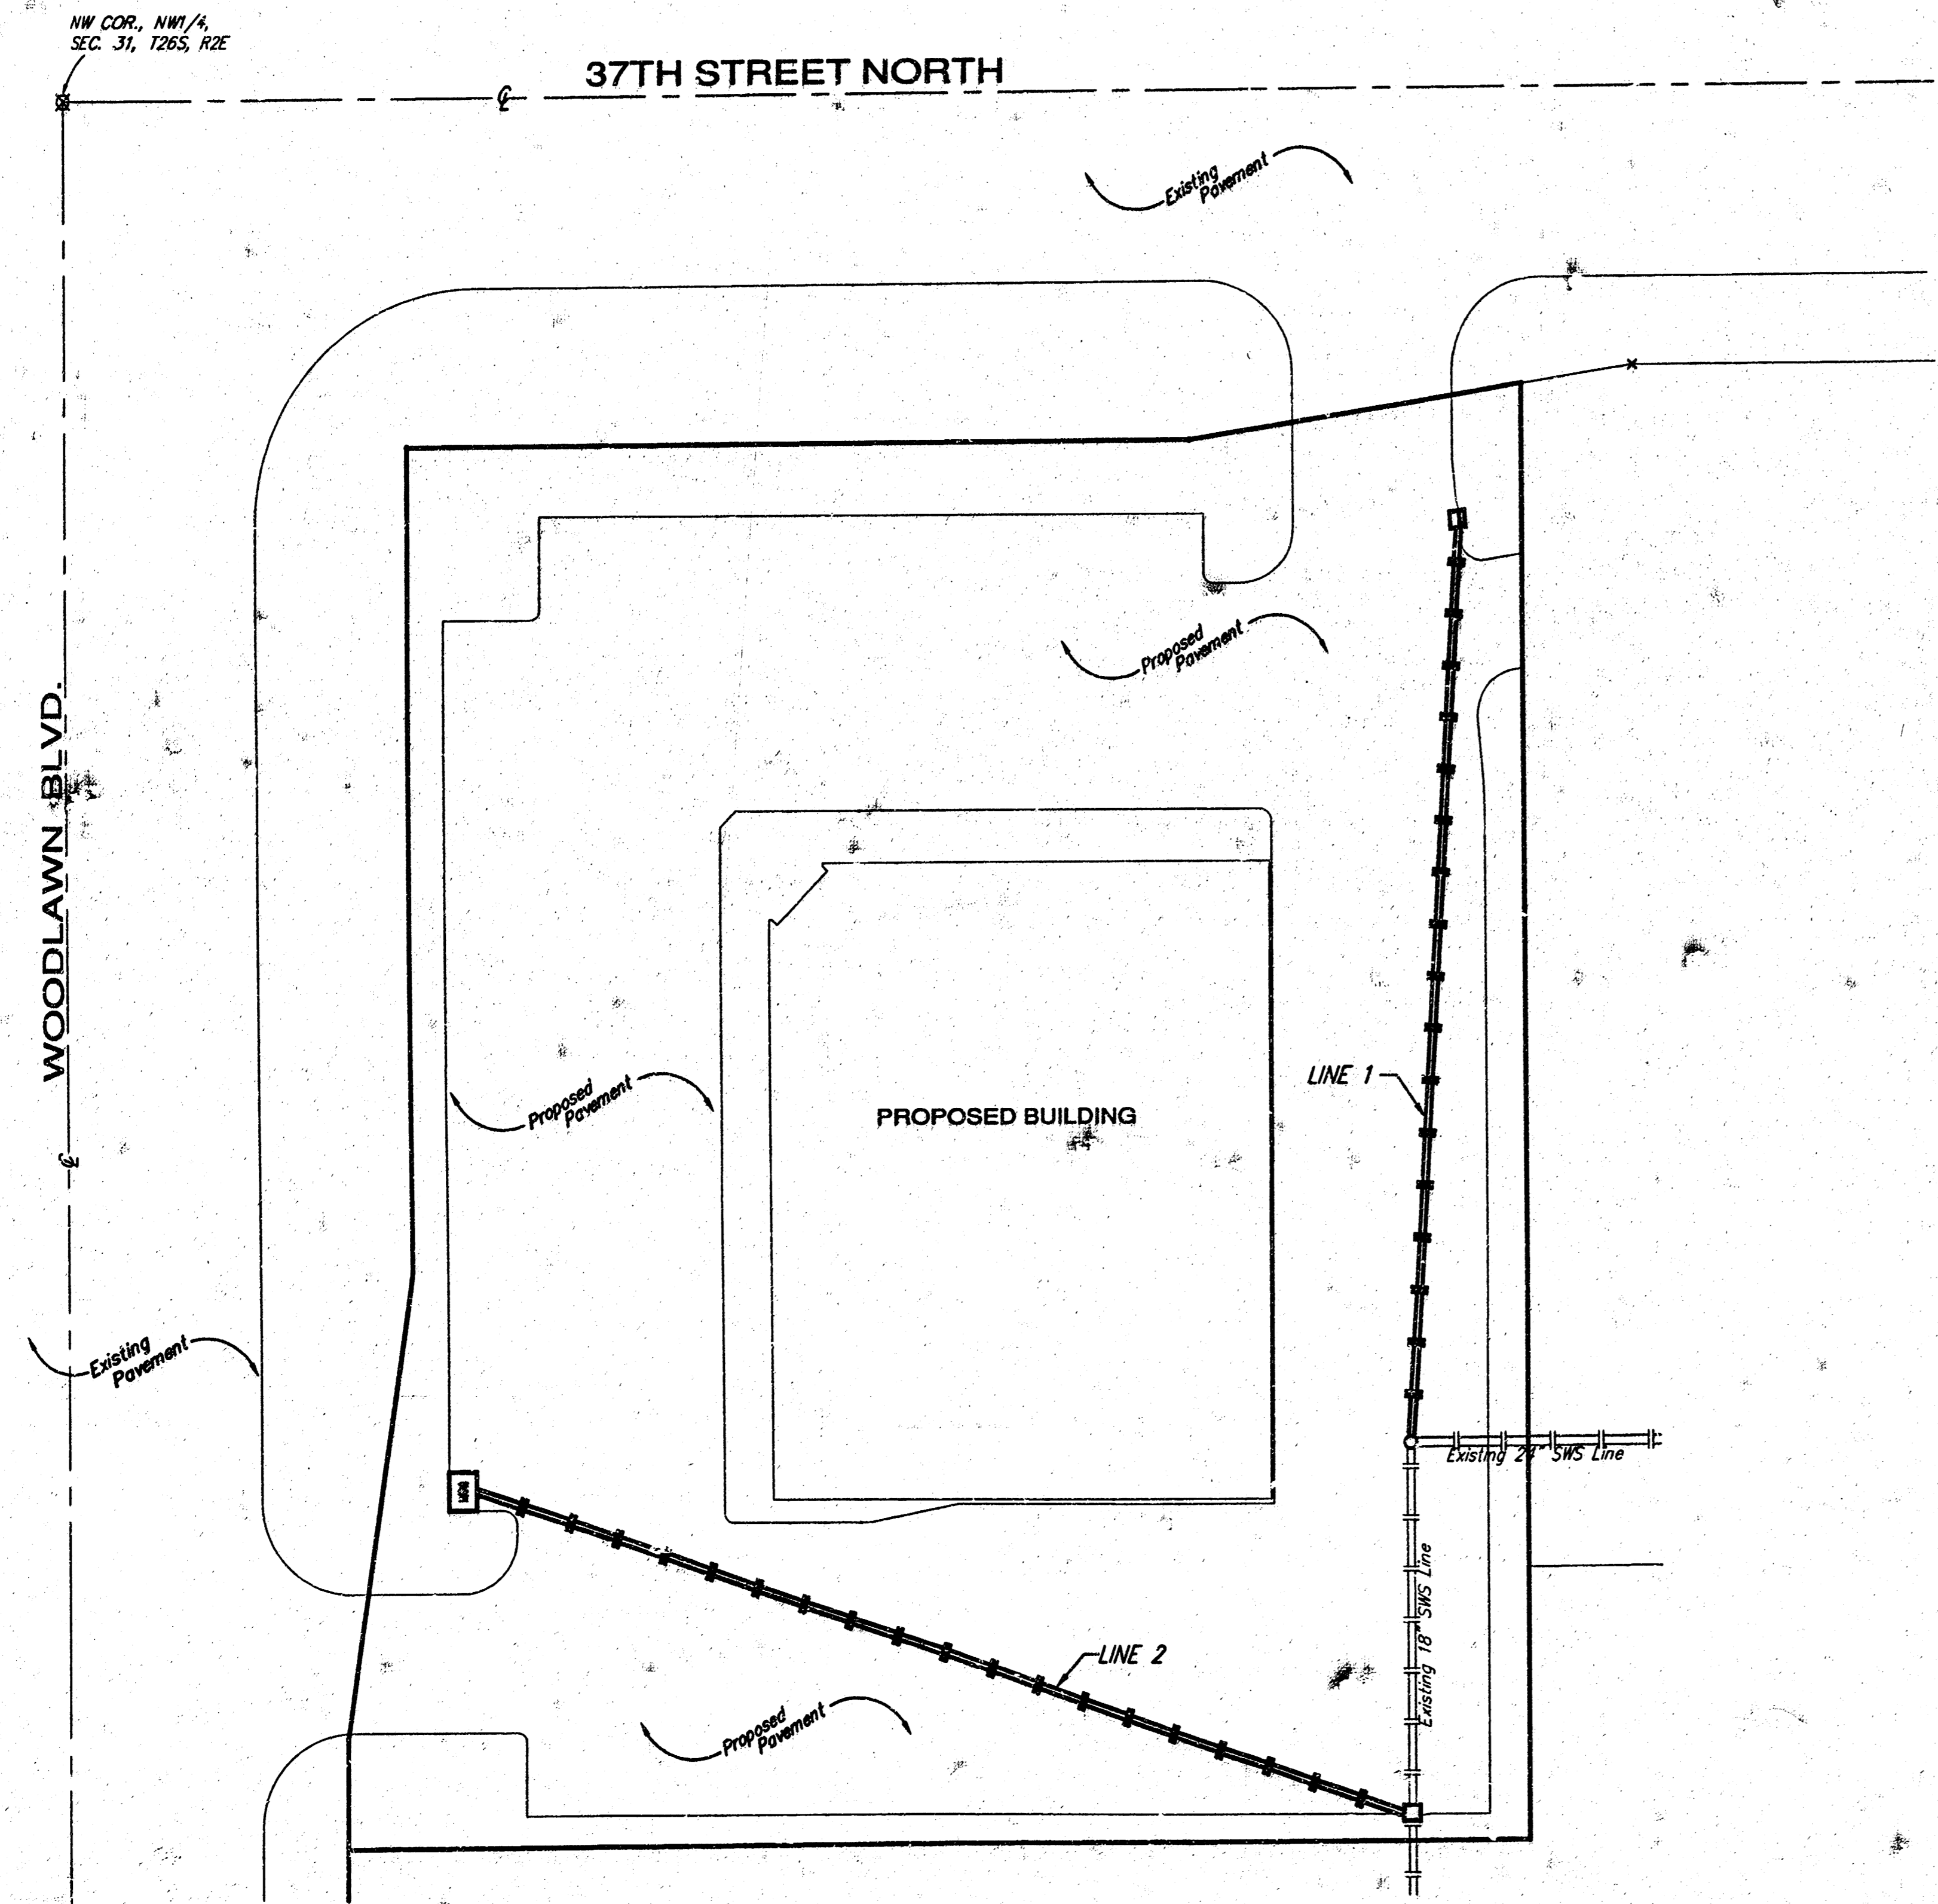 NW COR., NW1/4,
SEC. 31, T26S, R2E
37TH STREET NORTH
Existing
Pavement
WOODLAWN BLVD.
Proposed
Pavement
LINE 1
Proposed
Pavement
PROPOSED BUILDING
Existing
Pavement
Existing 24" SWS Line
Existing 18" SWS Line
LINE 2
Proposed
Pavement